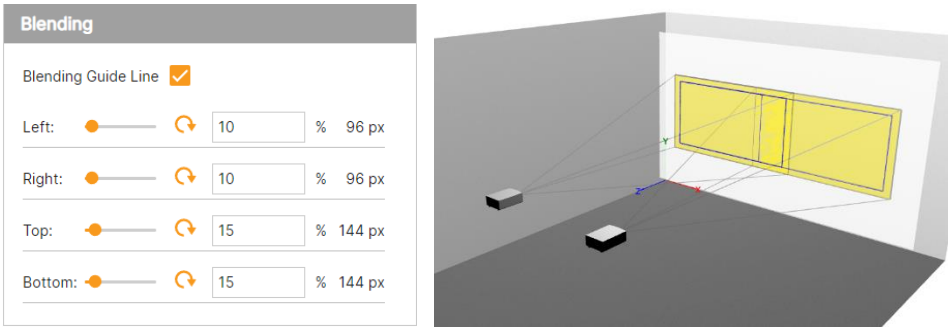 Blending
Blending Guide Line
Left: 10 % 96 px
Right: 10 % 96 px
Top: 15 % 144 px
Bottom: 15 % 144 px
Y
Z X